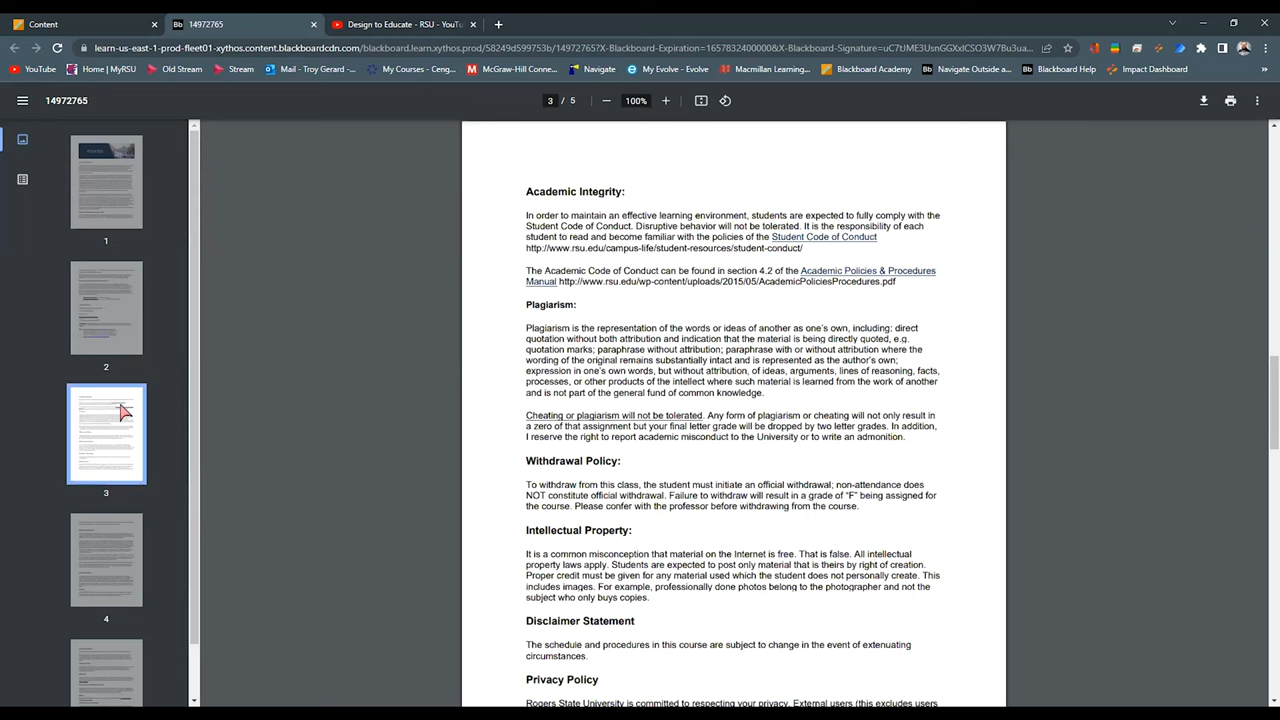 Content
Bb 14972765
Design to Educate - RSU - YouT
learn-us-east-1-prod-fleet01-xythos.content.blackboardcdn.com/blackboard.learn.xythos.prod/58249d599753b/14972765?X-Blackboard-Expiration=1657832400000&X-Blackboard-Signature=uC7tUME3UsnGGXxlCSO3W7Bu3ua...
YouTube Home | MyRSU Old Stream Stream Mail - Troy Gerard -... My Courses - Ceng... M McGraw-Hill Conne... Navigate My Evolve - Evolve Macmillan Learning... Blackboard Academy Bb Navigate Outside a... Bb Blackboard Help Impact Dashboard
14972765
3 / 5
100%
Academic Integrity:
In order to maintain an effective learning environment, students are expected to fully comply with the
Student Code of Conduct. Disruptive behavior will not be tolerated. It is the responsibility of each
student to read and become familiar with the policies of the Student Code of Conduct
http://www.rsu.edu/campus-life/student-resources/student-conduct/
The Academic Code of Conduct can be found in section 4.2 of the Academic Policies & Procedures
Manual http://www.rsu.edu/wp-content/uploads/2015/05/AcademicPoliciesProcedures.pdf
Plagiarism:
Plagiarism is the representation of the words or ideas of another as one's own, including: direct
quotation without both attribution and indication that the material is being directly quoted, e.g.
quotation marks; paraphrase without attribution; paraphrase with or without attribution where the
wording of the original remains substantially intact and is represented as the author's own;
expression in one's own words, but without attribution, of ideas, arguments, lines of reasoning, facts,
processes, or other products of the intellect where such material is learned from the work of another
and is not part of the general fund of common knowledge.
Cheating or plagiarism will not be tolerated. Any form of plagiarism or cheating will not only result in
a zero of that assignment but your final letter grade will be dropped by two letter grades. In addition,
I reserve the right to report academic misconduct to the University or to write an admonition.
Withdrawal Policy:
To withdraw from this class, the student must initiate an official withdrawal; non-attendance does
NOT constitute official withdrawal. Failure to withdraw will result in a grade of "F" being assigned for
the course. Please confer with the professor before withdrawing from the course.
Intellectual Property:
It is a common misconception that material on the Internet is free. That is false. All intellectual
property laws apply. Students are expected to post only material that is theirs by right of creation.
Proper credit must be given for any material used which the student does not personally create. This
includes images. For example, professionally done photos belong to the photographer and not the
subject who only buys copies.
Disclaimer Statement
The schedule and procedures in this course are subject to change in the event of extenuating
circumstances.
Privacy Policy
Rogers State University is committed to respecting your privacy. External users (this excludes users
1
2
3
4